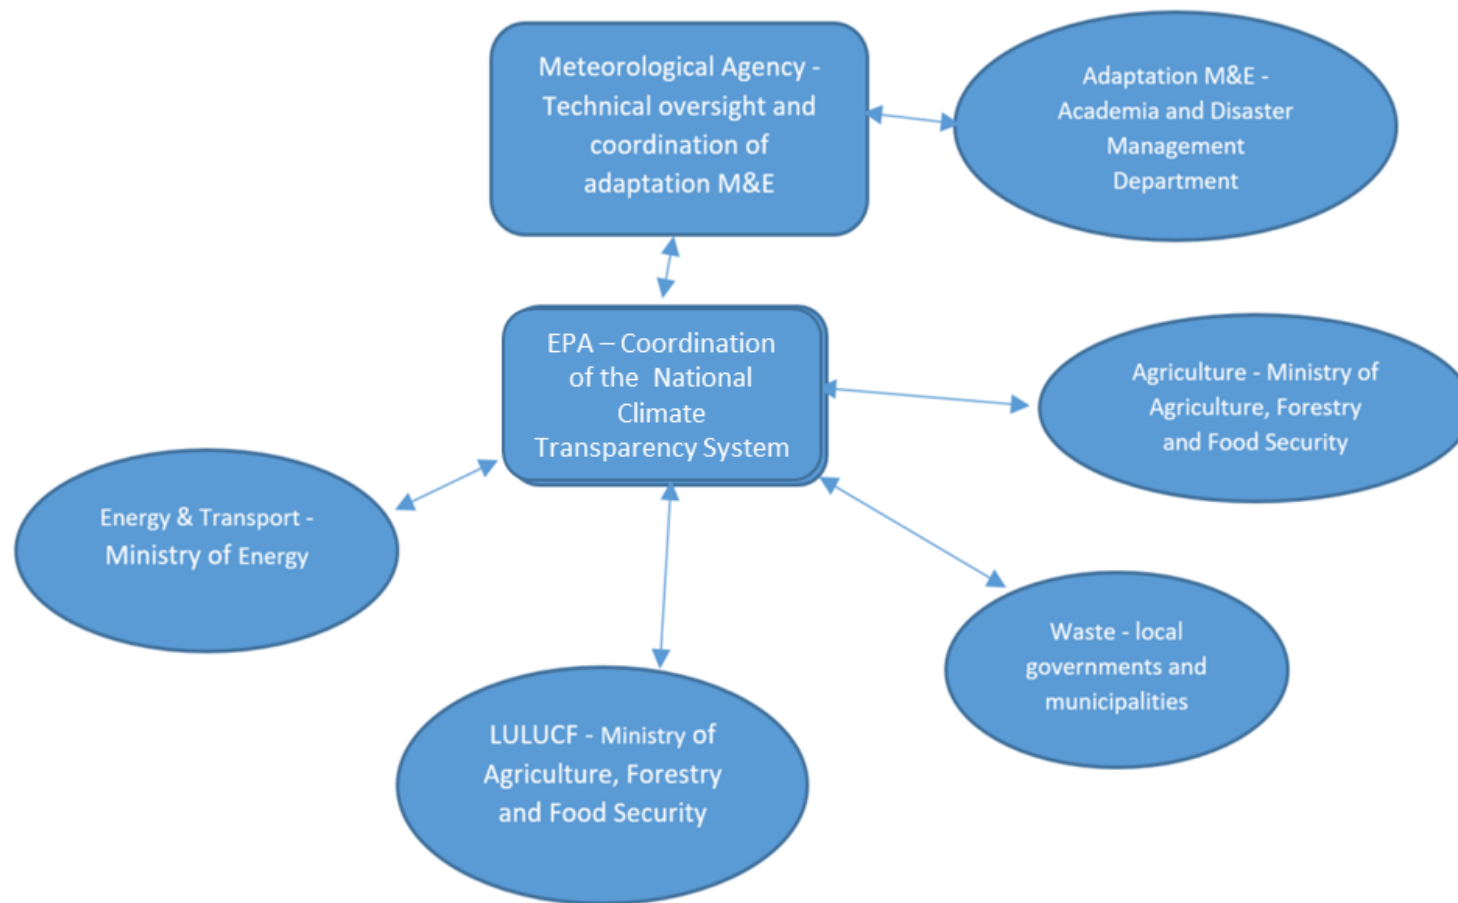 Meteorological Agency -
Technical oversight and
coordination of
adaptation M&E
Adaptation M&E -
Academia and Disaster
Management
Department
EPA – Coordination
of the National
Climate
Transparency System
Agriculture - Ministry of
Agriculture, Forestry
and Food Security
Energy & Transport -
Ministry of Energy
Waste - local
governments and
municipalities
LULUCF - Ministry of
Agriculture, Forestry
and Food Security